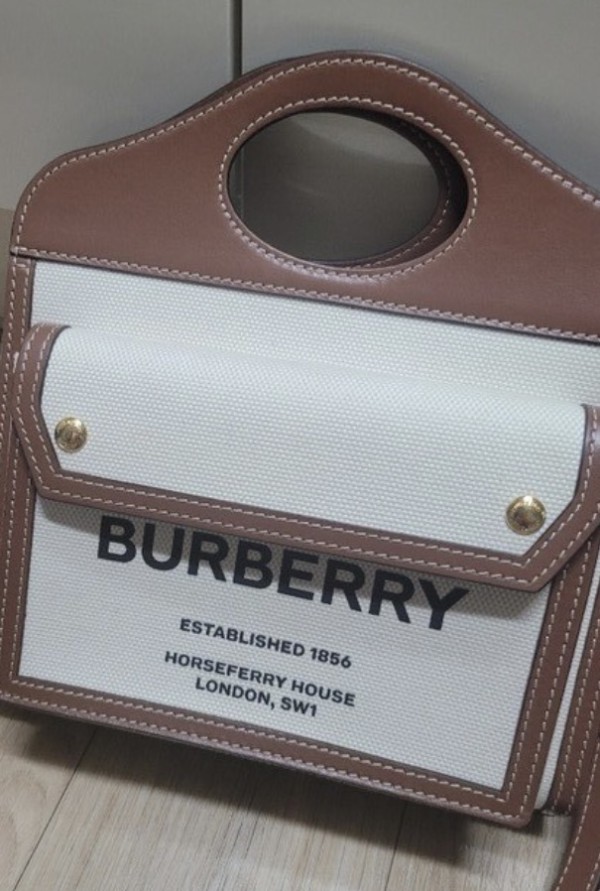 BURBERRY
ESTABLISHED 1856
HORSEFERRY HOUSE
LONDON, SW1